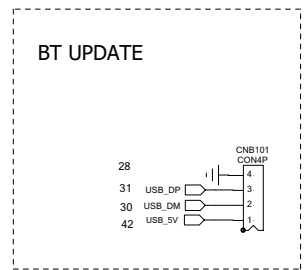 BT UPDATE
CNB101
CON4P
28
4
31 USB_DP 3
30 USB_DM 2
42 USB_5V 1